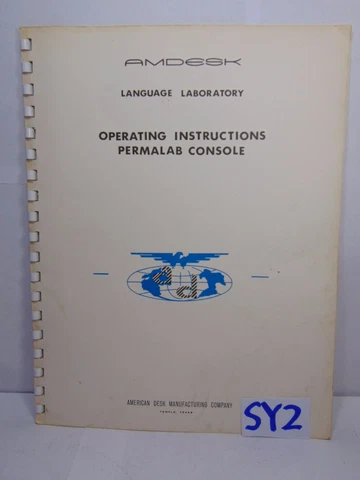 AMDESK
LANGUAGE LABORATORY
OPERATING INSTRUCTIONS
PERMALAB CONSOLE
a d
AMERICAN DESK MANUFACTURING COMPANY
TEMPLE, TEXAS
SY2